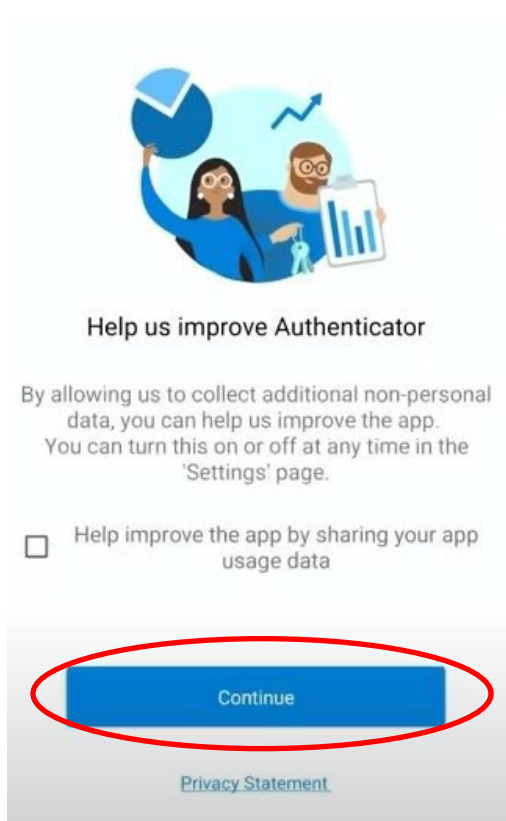 Help us improve Authenticator
By allowing us to collect additional non-personal
data, you can help us improve the app.
You can turn this on or off at any time in the
'Settings' page.
Help improve the app by sharing your app
usage data
Continue
Privacy Statement